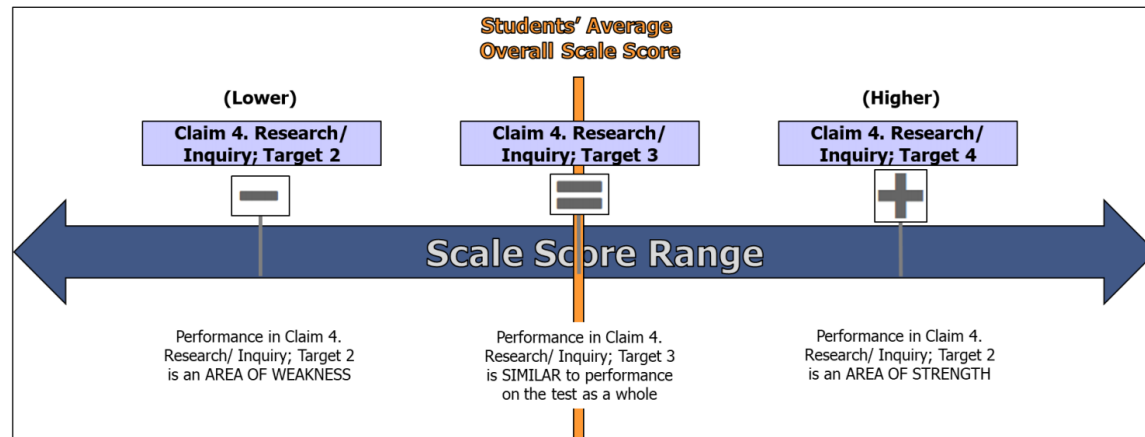 Students' Average
Overall Scale Score
(Lower)
(Higher)
Claim 4. Research/
Inquiry; Target 2
Claim 4. Research/
Inquiry; Target 3
Claim 4. Research/
Inquiry; Target 4
Scale Score Range
Performance in Claim 4.
Research/ Inquiry; Target 2
is an AREA OF WEAKNESS
Performance in Claim 4.
Research/ Inquiry; Target 3
is SIMILAR to performance
on the test as a whole
Performance in Claim 4.
Research/ Inquiry; Target 2
is an AREA OF STRENGTH